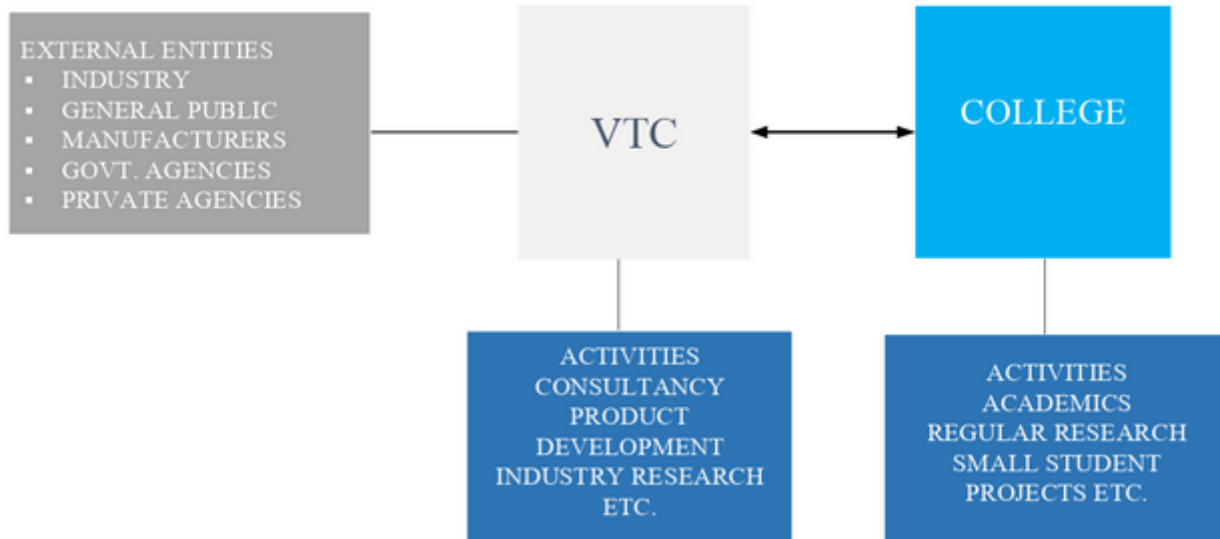 EXTERNAL ENTITIES
▪ INDUSTRY
▪ GENERAL PUBLIC
▪ MANUFACTURERS
▪ GOVT. AGENCIES
▪ PRIVATE AGENCIES
VTC
COLLEGE
ACTIVITIES
CONSULTANCY
PRODUCT
DEVELOPMENT
INDUSTRY RESEARCH
ETC.
ACTIVITIES
ACADEMICS
REGULAR RESEARCH
SMALL STUDENT
PROJECTS ETC.